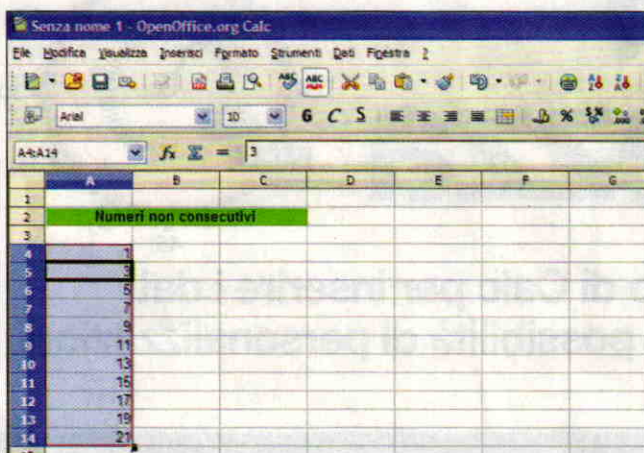 Senza nome 1 - OpenOffice.org Calc
File Modifica Visualizza Inserisci Formato Strumenti Dati Finestra ?
Arial 10 G C S
A4:A14 = 3
A B C D E F G
1
2 Numeri non consecutivi
3
4 1
5 3
6 5
7 7
8 9
9 11
10 13
11 15
12 17
13 19
14 21